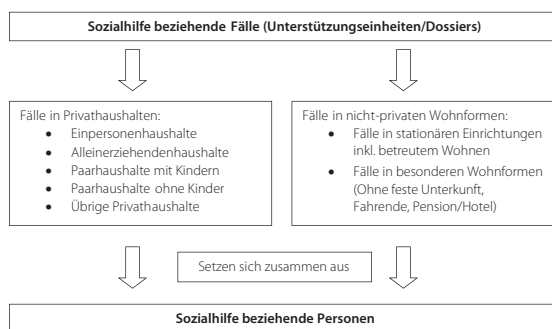 Sozialhilfe beziehende Fälle (Unterstützungseinheiten/Dossiers)
Fälle in Privathaushalten:
• Einpersonenhaushalte
• Alleinerziehendenhaushalte
• Paarhaushalte mit Kindern
• Paarhaushalte ohne Kinder
• Übrige Privathaushalte
Fälle in nicht-privaten Wohnformen:
• Fälle in stationären Einrichtungen
inkl. betreutem Wohnen
• Fälle in besonderen Wohnformen
(Ohne feste Unterkunft,
Fahrende, Pension/Hotel)
Setzen sich zusammen aus
Sozialhilfe beziehende Personen